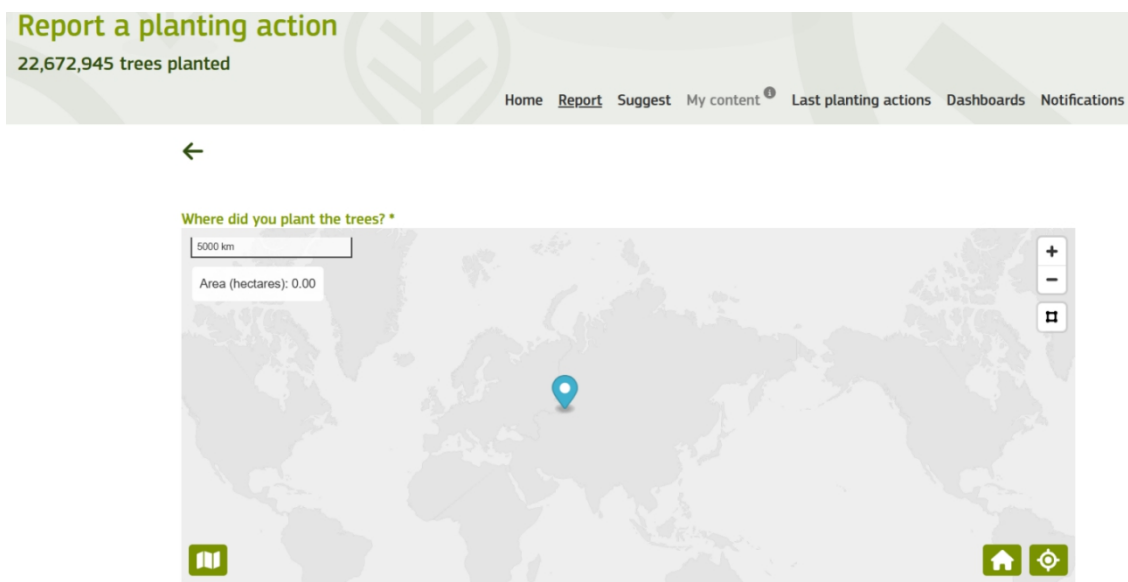 Report a planting action
22,672,945 trees planted
Home Report Suggest My content i Last planting actions Dashboards Notifications
Where did you plant the trees? *
5000 km
Area (hectares): 0.00